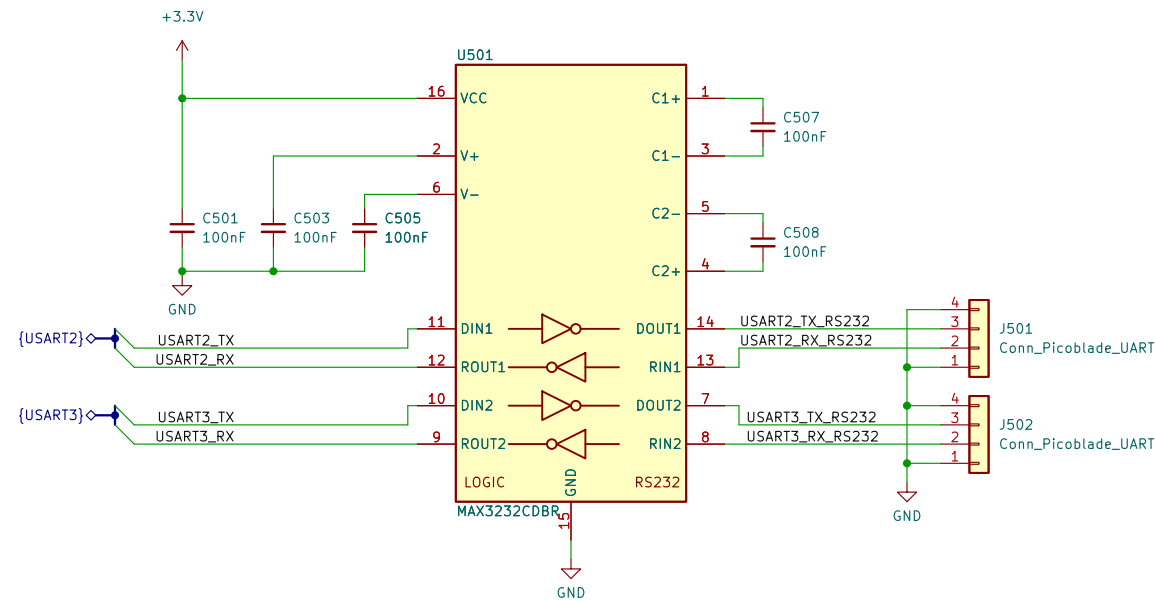 +3.3V
U501
16 VCC C1+ 1
C507
100nF
2 V+ C1- 3
6 V- C2- 5
C501 C503 C505 C508
100nF 100nF 100nF 100nF
C2+ 4
GND
4
{USART2} USART2_TX 11 DIN1 DOUT1 14 USART2_TX_RS232 3 J501
USART2_RX 12 ROUT1 RIN1 13 USART2_RX_RS232 2 Conn_Picoblade_UART
1
{USART3} USART3_TX 10 DIN2 DOUT2 7 USART3_TX_RS232 4
3 J502
USART3_RX 9 ROUT2 RIN2 8 USART3_RX_RS232 2 Conn_Picoblade_UART
1
LOGIC GND RS232
MAX3232CDBR 15 GND
GND